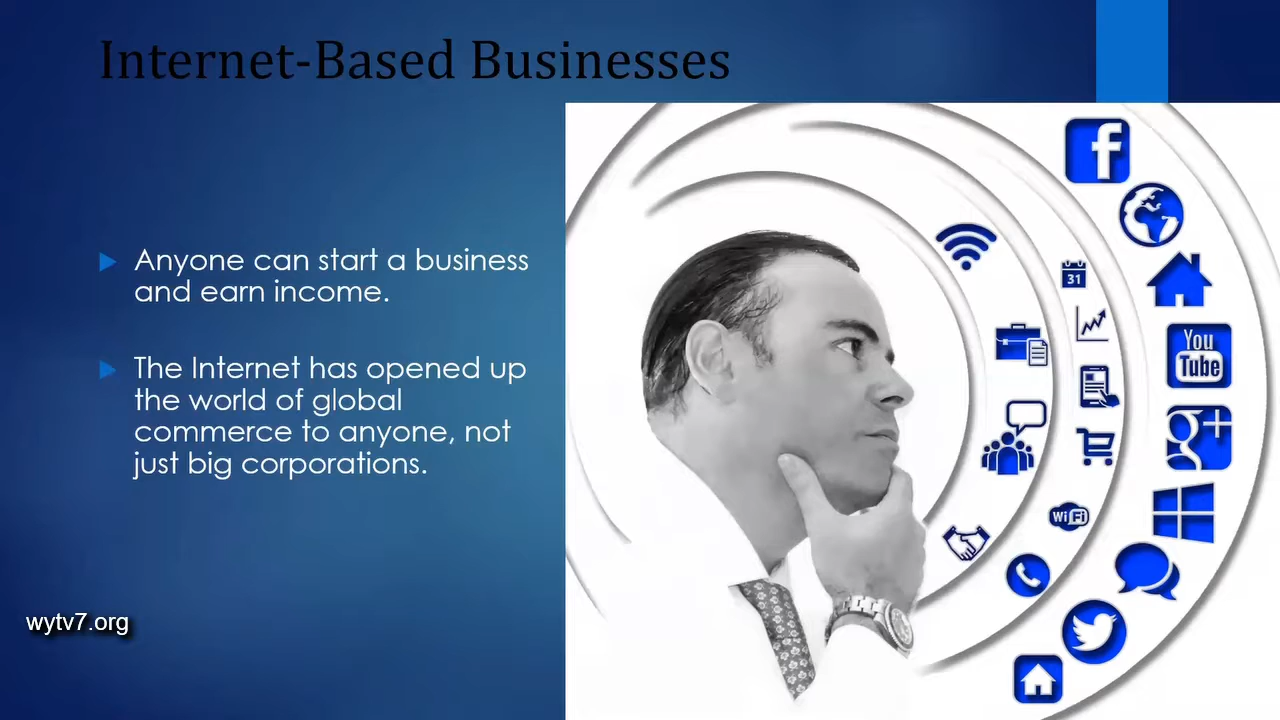 Internet-Based Businesses
Anyone can start a business
and earn income.
The Internet has opened up
the world of global
commerce to anyone, not
just big corporations.
wytv7.org
f
31
You
Tube
g+
WiFi